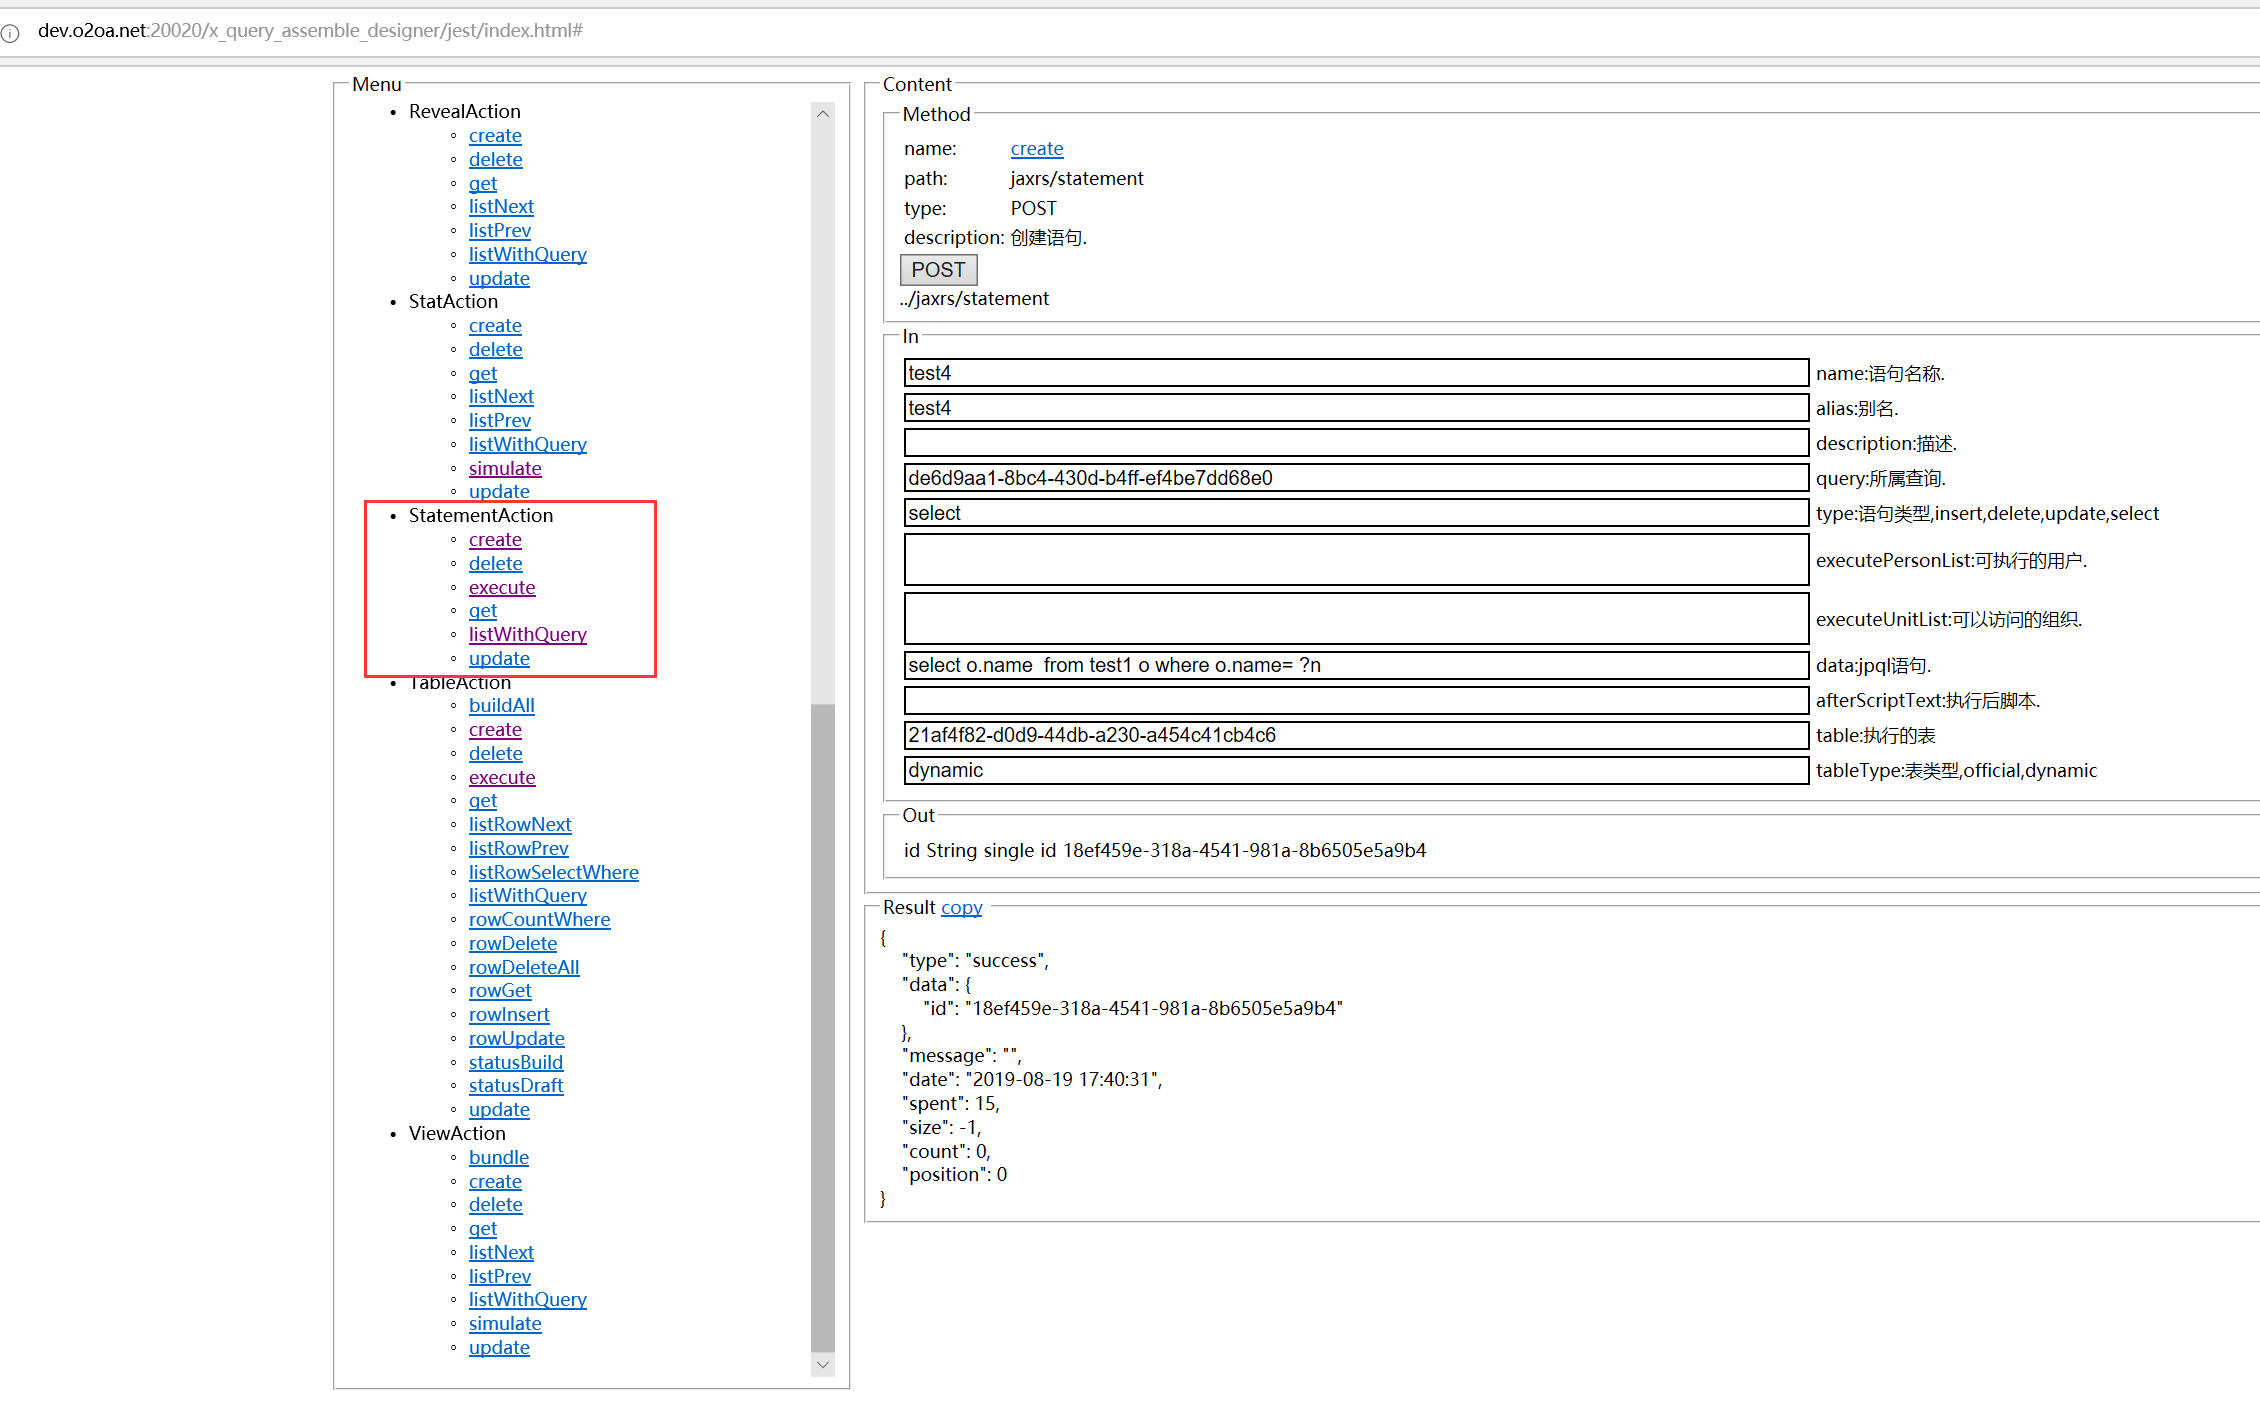 dev.o2oa.net:20020/x_query_assemble_designer/jest/index.html#
Menu
RevealAction
create
delete
get
listNext
listPrev
listWithQuery
update
StatAction
create
delete
get
listNext
listPrev
listWithQuery
simulate
update
StatementAction
create
delete
execute
get
listWithQuery
update
TableAction
buildAll
create
delete
execute
get
listRowNext
listRowPrev
listRowSelectWhere
listWithQuery
rowCountWhere
rowDelete
rowDeleteAll
rowGet
rowInsert
rowUpdate
statusBuild
statusDraft
update
ViewAction
bundle
create
delete
get
listNext
listPrev
listWithQuery
simulate
update
Content
Method
name: create
path: jaxrs/statement
type: POST
description: 创建语句.
POST
../jaxrs/statement
In
test4 name:语句名称.
test4 alias:别名.
description:描述.
de6d9aa1-8bc4-430d-b4ff-ef4be7dd68e0 query:所属查询.
select type:语句类型,insert,delete,update,select
executePersonList:可执行的用户.
executeUnitList:可以访问的组织.
select o.name  from test1 o where o.name= ?n data:jpql语句.
afterScriptText:执行后脚本.
21af4f82-d0d9-44db-a230-a454c41cb4c6 table:执行的表
dynamic tableType:表类型,official,dynamic
Out
id String single id 18ef459e-318a-4541-981a-8b6505e5a9b4
Result copy
{
"type": "success",
"data": {
"id": "18ef459e-318a-4541-981a-8b6505e5a9b4"
},
"message": "",
"date": "2019-08-19 17:40:31",
"spent": 15,
"size": -1,
"count": 0,
"position": 0
}